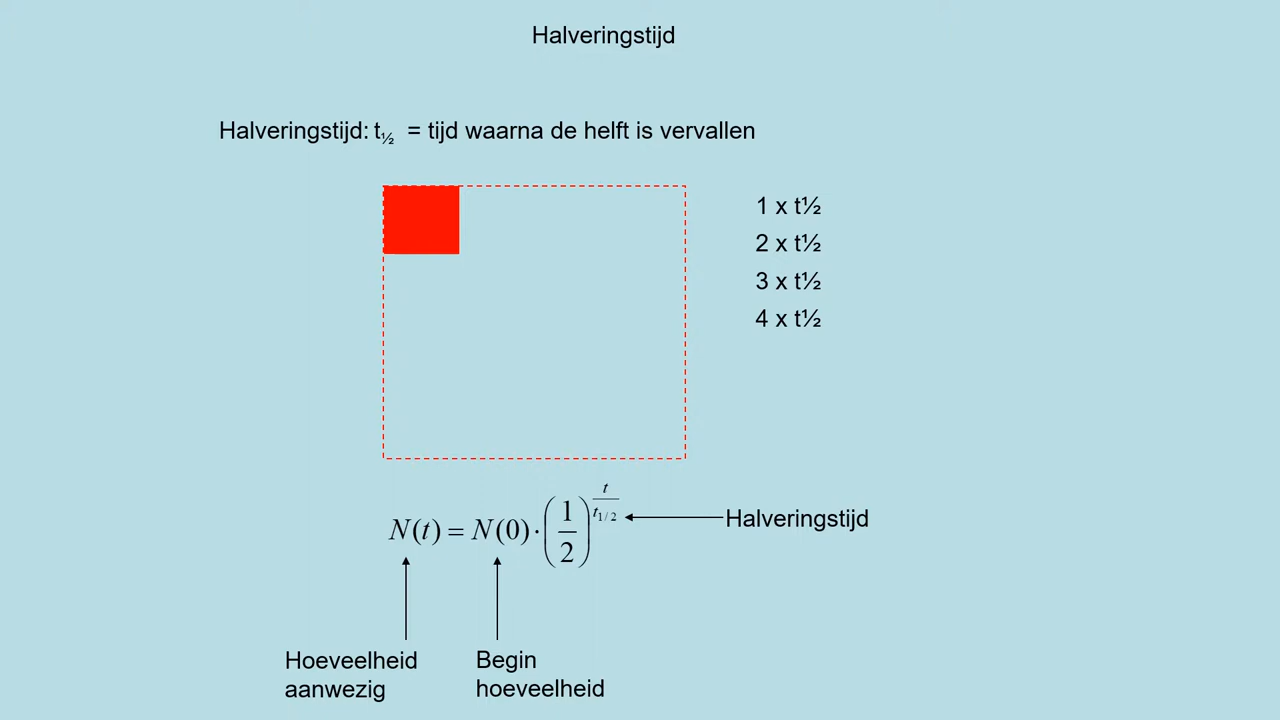 Halveringstijd
Halveringstijd: t½ = tijd waarna de helft is vervallen
1 x t½
2 x t½
3 x t½
4 x t½
N(t) = N(0) · (1/2)^(t/t1/2)
Halveringstijd
Hoeveelheid
aanwezig
Begin
hoeveelheid